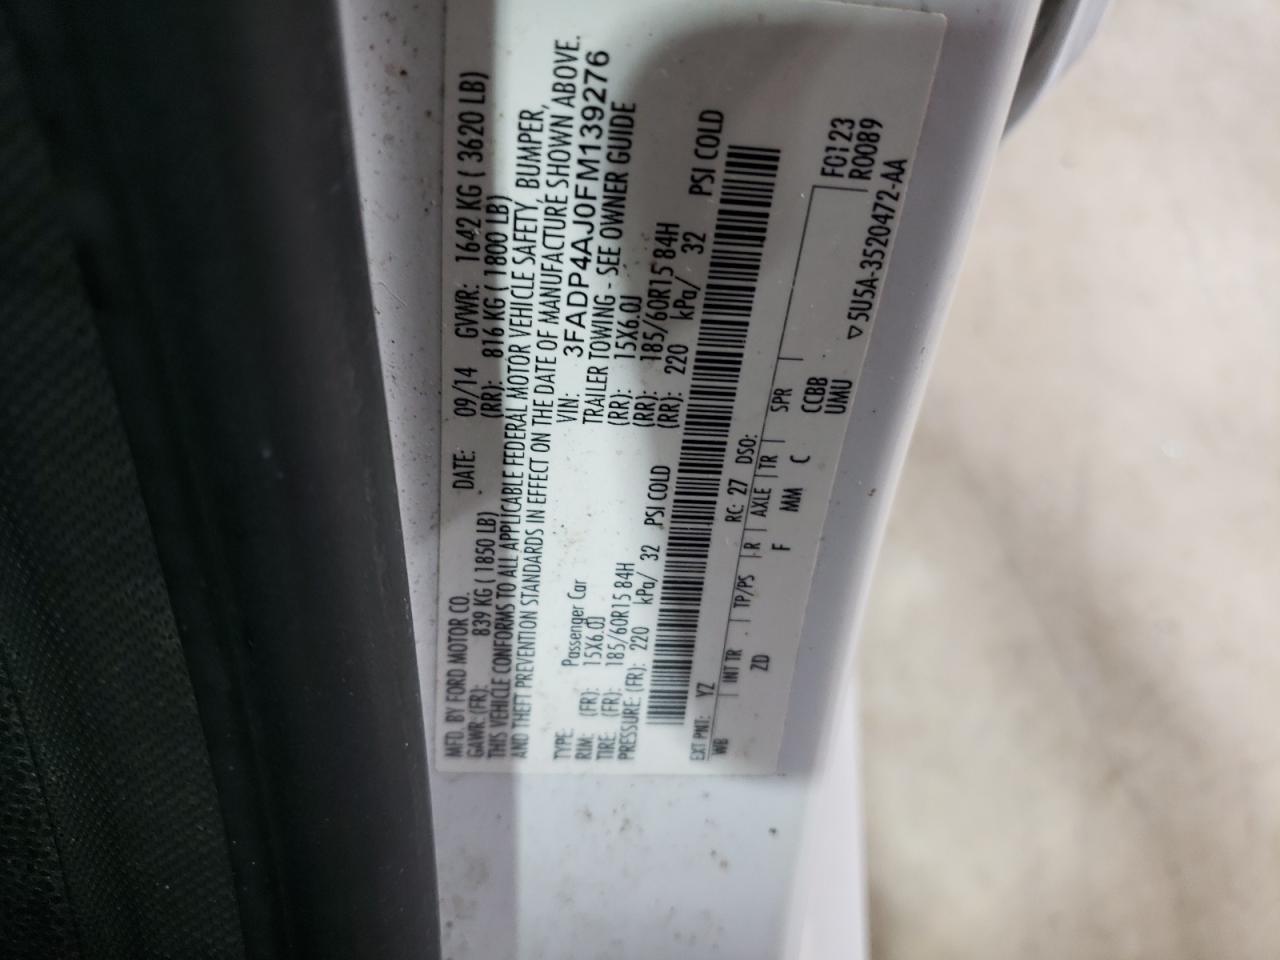 MFD. BY FORD MOTOR CO. DATE: 09/14 GVWR: 1642 KG ( 3620 LB)
GAWR: (FR): 839 KG ( 1850 LB) (RR): 816 KG ( 1800 LB)
THIS VEHICLE CONFORMS TO ALL APPLICABLE FEDERAL MOTOR VEHICLE SAFETY, BUMPER,
AND THEFT PREVENTION STANDARDS IN EFFECT ON THE DATE OF MANUFACTURE SHOWN ABOVE.
VIN: 3FADP4AJ0FM139276
TYPE: Passenger Car TRAILER TOWING - SEE OWNER GUIDE
RIM: (FR): 15X6.0J (RR): 15X6.0J
TIRE: (FR): 185/60R15 84H (RR): 185/60R15 84H
PRESSURE: (FR): 220 kPa/ 32 PSI COLD (RR): 220 kPa/ 32 PSI COLD
EXT PNT: YZ RC: 27 DSO: F0123
WB | INT TR | TP/PS | R | AXLE | TR | SPR | R0089
ZD F MM C CCBB
UMU
▽ 5U5A-3520472-AA